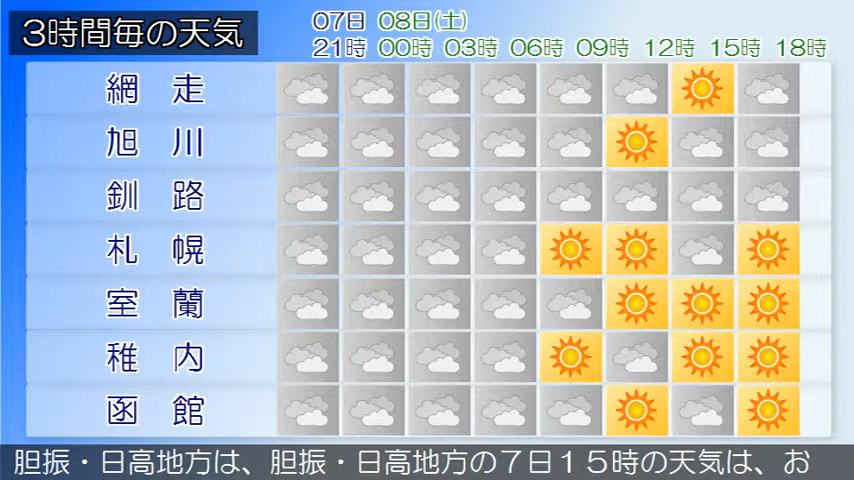 3時間毎の天気
07日 08日(土)
21時 00時 03時 06時 09時 12時 15時 18時
網 走
旭 川
釧 路
札 幌
室 蘭
稚 内
函 館
胆振・日高地方は、胆振・日高地方の７日１５時の天気は、お